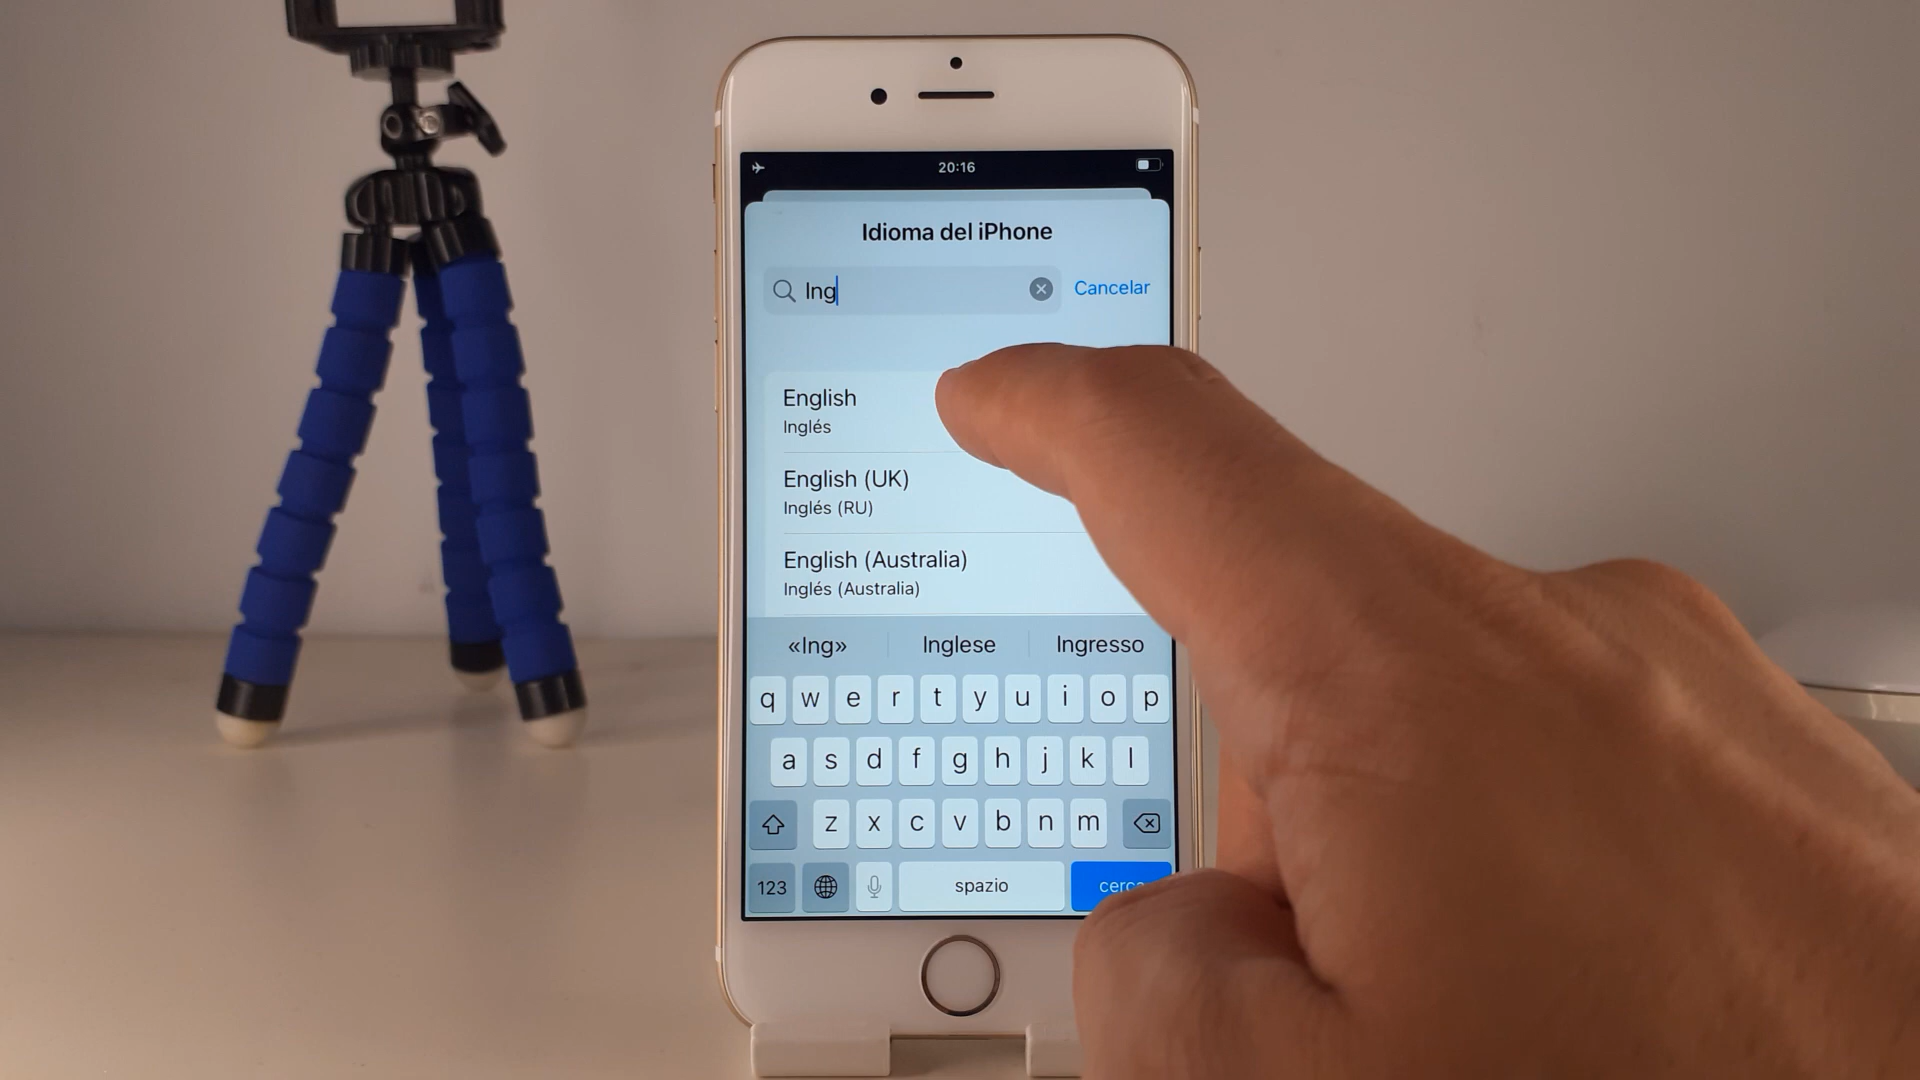 20:16
Idioma del iPhone
Ing
Cancelar
English
Inglés
English (UK)
Inglés (RU)
English (Australia)
Inglés (Australia)
«Ing» Inglese Ingresso
q w e r t y u i o p
a s d f g h j k l
z x c v b n m
123 spazio cerca